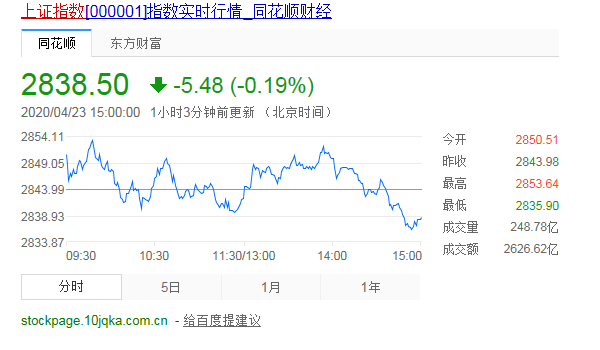 上证指数[000001]指数实时行情_同花顺财经
同花顺 东方财富
2838.50 -5.48 (-0.19%)
2020/04/23 15:00:00 1小时3分钟前更新 （北京时间）
2854.11
2849.05
2843.99
2838.93
2833.87
09:30 10:30 11:30/13:00 14:00 15:00
今开 2850.51
昨收 2843.98
最高 2853.64
最低 2835.90
成交量 248.78亿
成交额 2626.62亿
分时 5日 1月 1年
stockpage.10jqka.com.cn - 给百度提建议